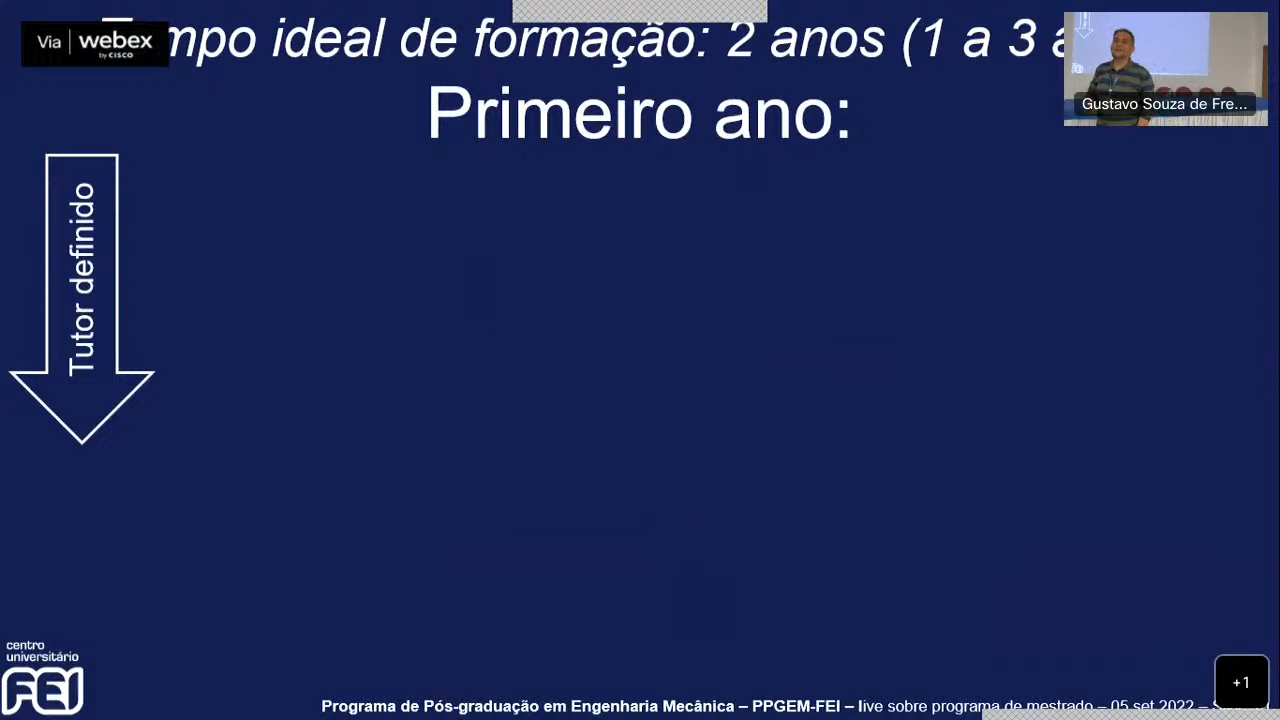 Via webex
by CISCO
mpo ideal de formação: 2 anos (1 a 3
Primeiro ano:
Gustavo Souza de Fre...
Tutor definido
centro
universitário
FEI
+1
Programa de Pós-graduação em Engenharia Mecânica – PPGEM-FEI – live sobre programa de mestrado – 05 set 2022 –